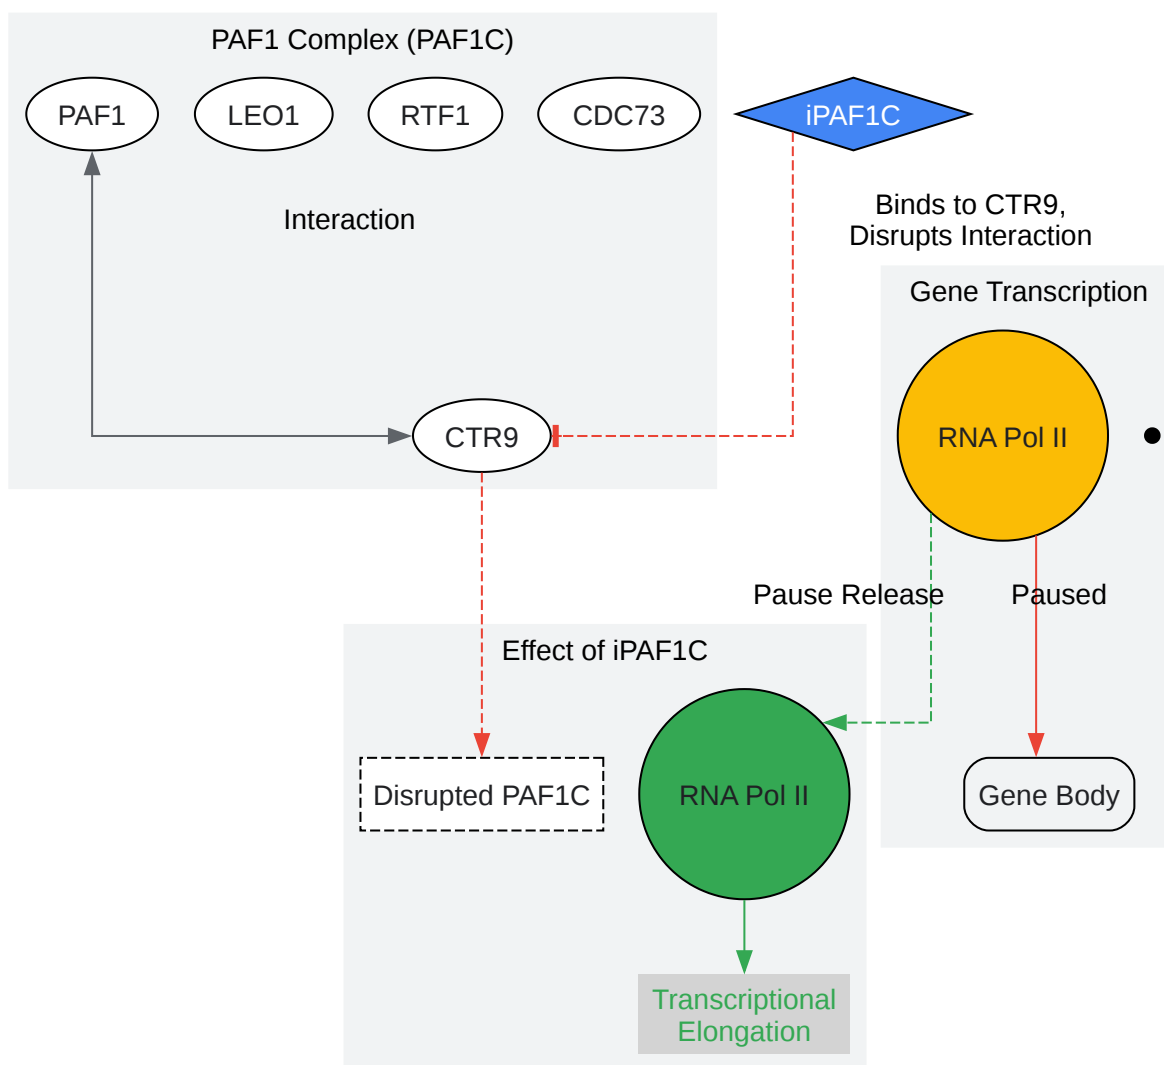 PAF1 Complex (PAF1C)
PAF1
LEO1
RTF1
CDC73
iPAF1C
Interaction
Binds to CTR9,
Disrupts Interaction
Gene Transcription
CTR9
RNA Pol II
Pause Release
Paused
Effect of iPAF1C
Disrupted PAF1C
RNA Pol II
Gene Body
Transcriptional
Elongation